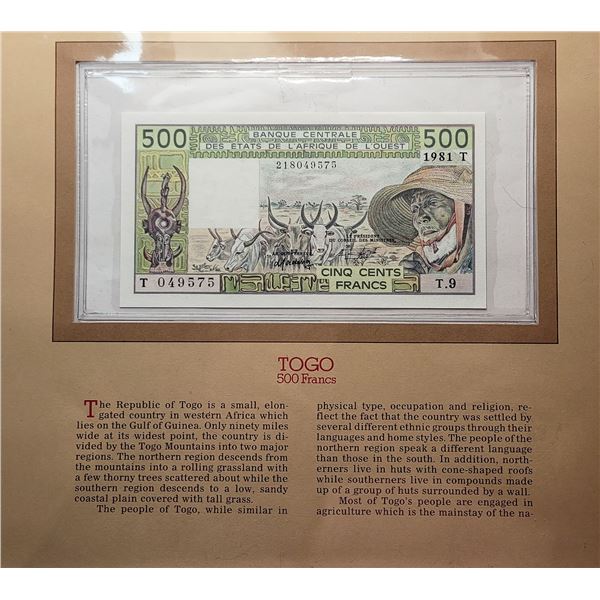 500
BANQUE CENTRALE
DES ETATS DE L'AFRIQUE DE L'OUEST
500
1981 T
218049575
LE PRÉSIDENT
DU CONSEIL DES MINISTRES
CINQ CENTS
FRANCS
T 049575
T.9
TOGO
500 Francs
The Republic of Togo is a small, elon-
gated country in western Africa which
lies on the Gulf of Guinea. Only ninety miles
wide at its widest point, the country is di-
vided by the Togo Mountains into two major
regions. The northern region descends from
the mountains into a rolling grassland with
a few thorny trees scattered about while the
southern region descends to a low, sandy
coastal plain covered with tall grass.
The people of Togo, while similar in
physical type, occupation and religion, re-
flect the fact that the country was settled by
several different ethnic groups through their
languages and home styles. The people of the
northern region speak a different language
than those in the south. In addition, north-
erners live in huts with cone-shaped roofs
while southerners live in compounds made
up of a group of huts surrounded by a wall.
Most of Togo's people are engaged in
agriculture which is the mainstay of the na-